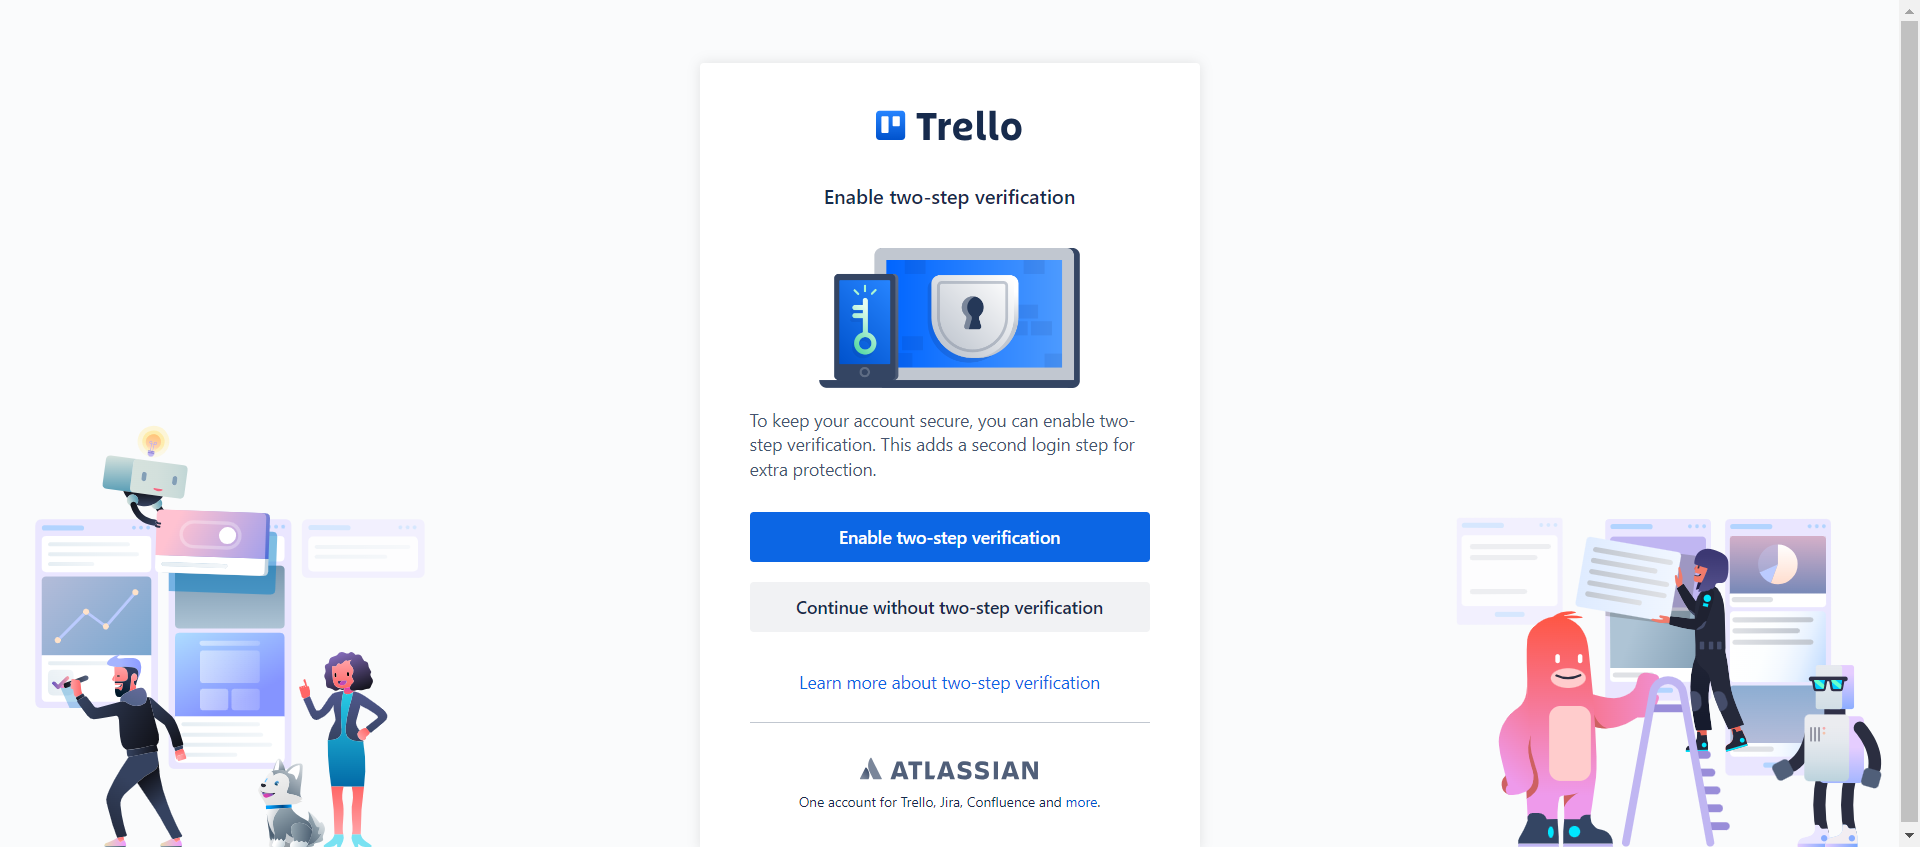 Trello
Enable two-step verification
To keep your account secure, you can enable two-
step verification. This adds a second login step for
extra protection.
Enable two-step verification
Continue without two-step verification
Learn more about two-step verification
ATLASSIAN
One account for Trello, Jira, Confluence and more.